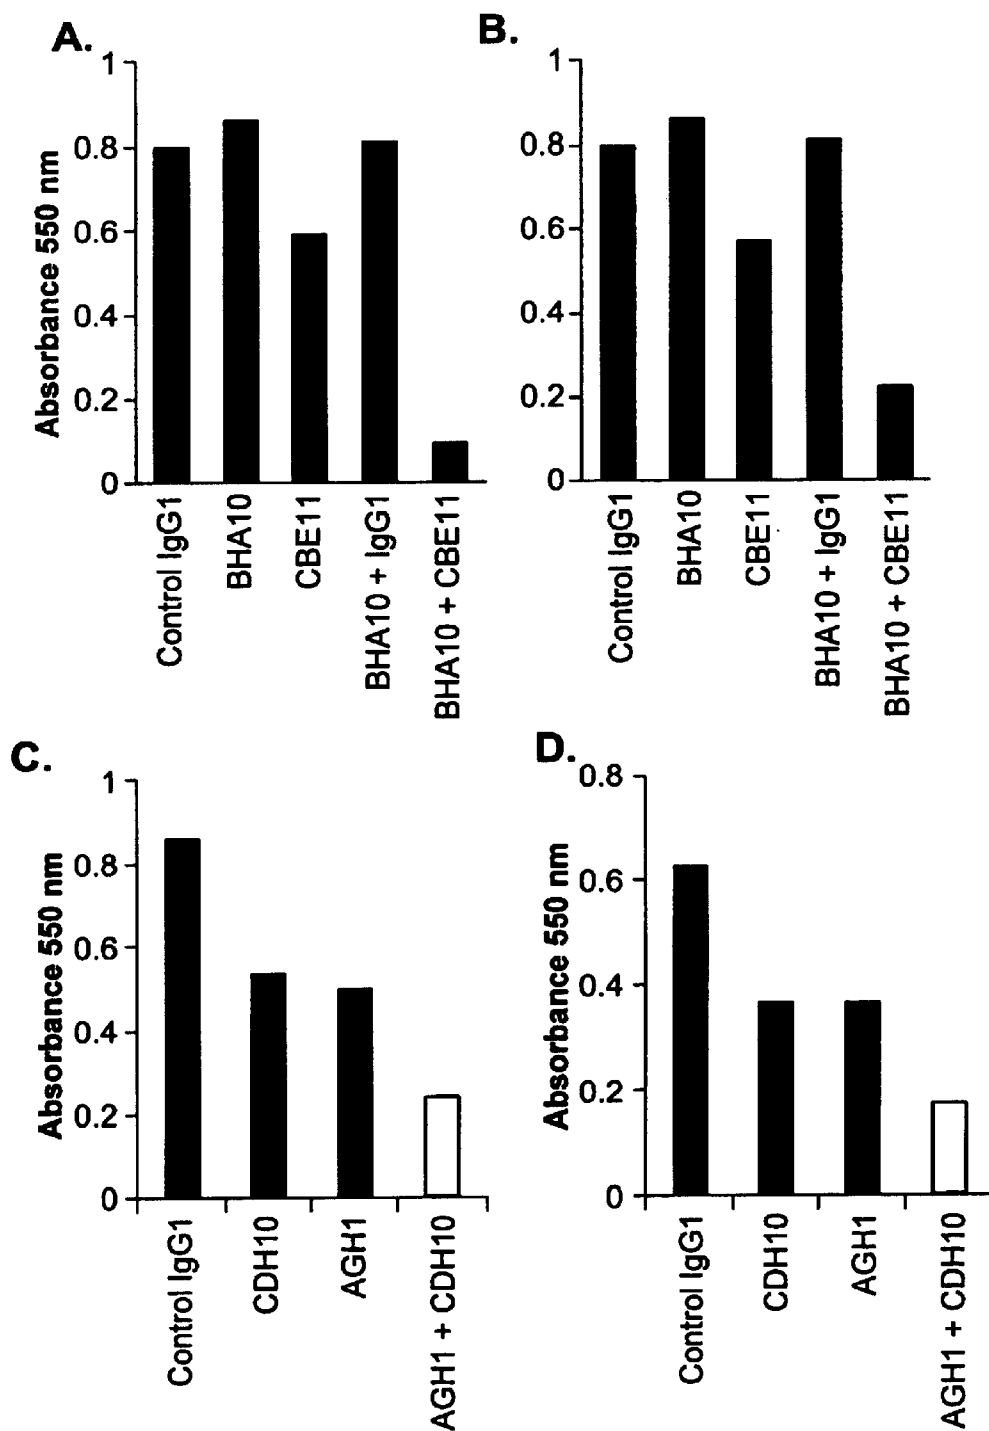 A.
Absorbance 550 nm
1
0.8
0.6
0.4
0.2
0
Control IgG1
BHA10
CBE11
BHA10 + IgG1
BHA10 + CBE11
B.
1
0.8
0.6
0.4
0.2
0
Control IgG1
BHA10
CBE11
BHA10 + IgG1
BHA10 + CBE11
C.
Absorbance 550 nm
1
0.8
0.6
0.4
0.2
0
Control IgG1
CDH10
AGH1
AGH1 + CDH10
D.
Absorbance 550 nm
0.8
0.6
0.4
0.2
0
Control IgG1
CDH10
AGH1
AGH1 + CDH10